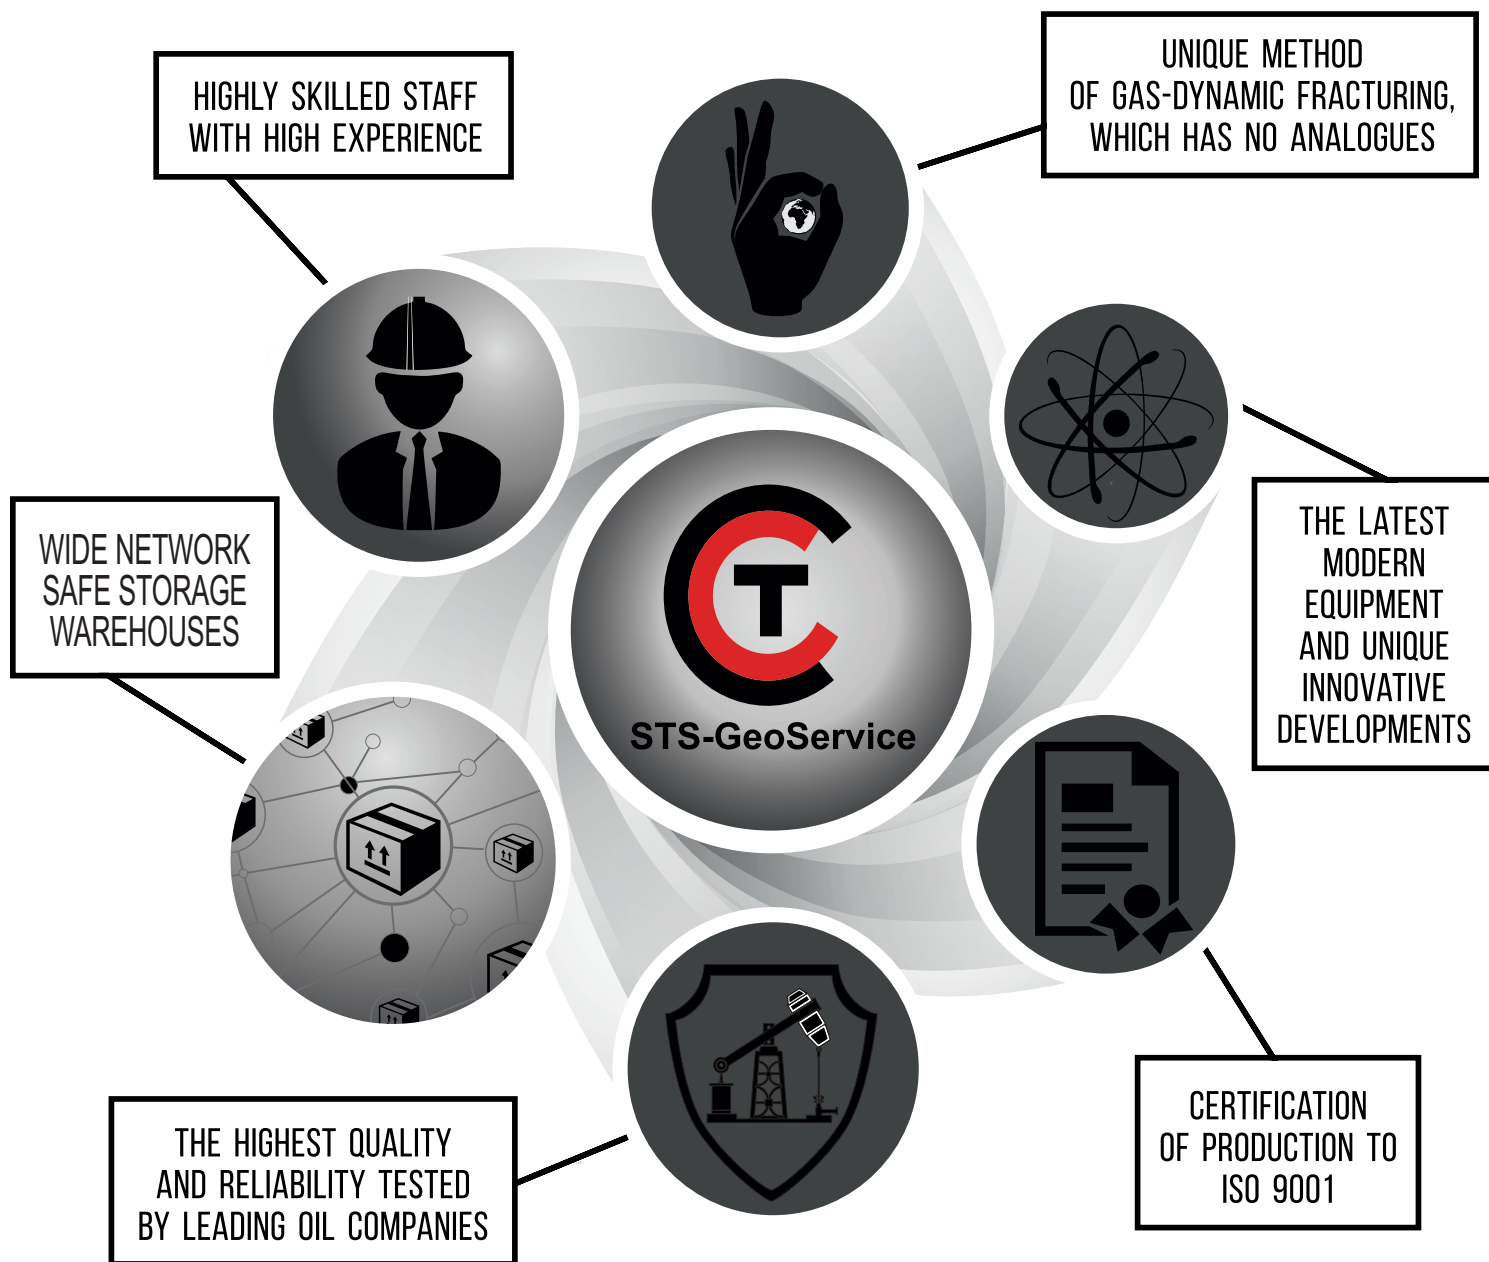 UNIQUE METHOD
OF GAS-DYNAMIC FRACTURING,
WHICH HAS NO ANALOGUES
HIGHLY SKILLED STAFF
WITH HIGH EXPERIENCE
THE LATEST
MODERN
EQUIPMENT
AND UNIQUE
INNOVATIVE
DEVELOPMENTS
WIDE NETWORK
SAFE STORAGE
WAREHOUSES
CCT
STS-GeoService
CERTIFICATION
OF PRODUCTION TO
ISO 9001
THE HIGHEST QUALITY
AND RELIABILITY TESTED
BY LEADING OIL COMPANIES